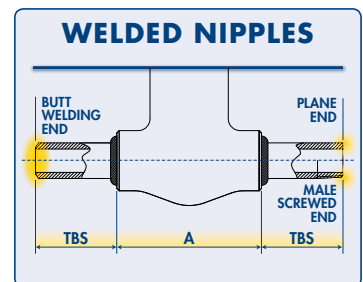 WELDED NIPPLES
BUTT
WELDING
END
PLANE
END
MALE
SCREWED
END
TBS
A
TBS